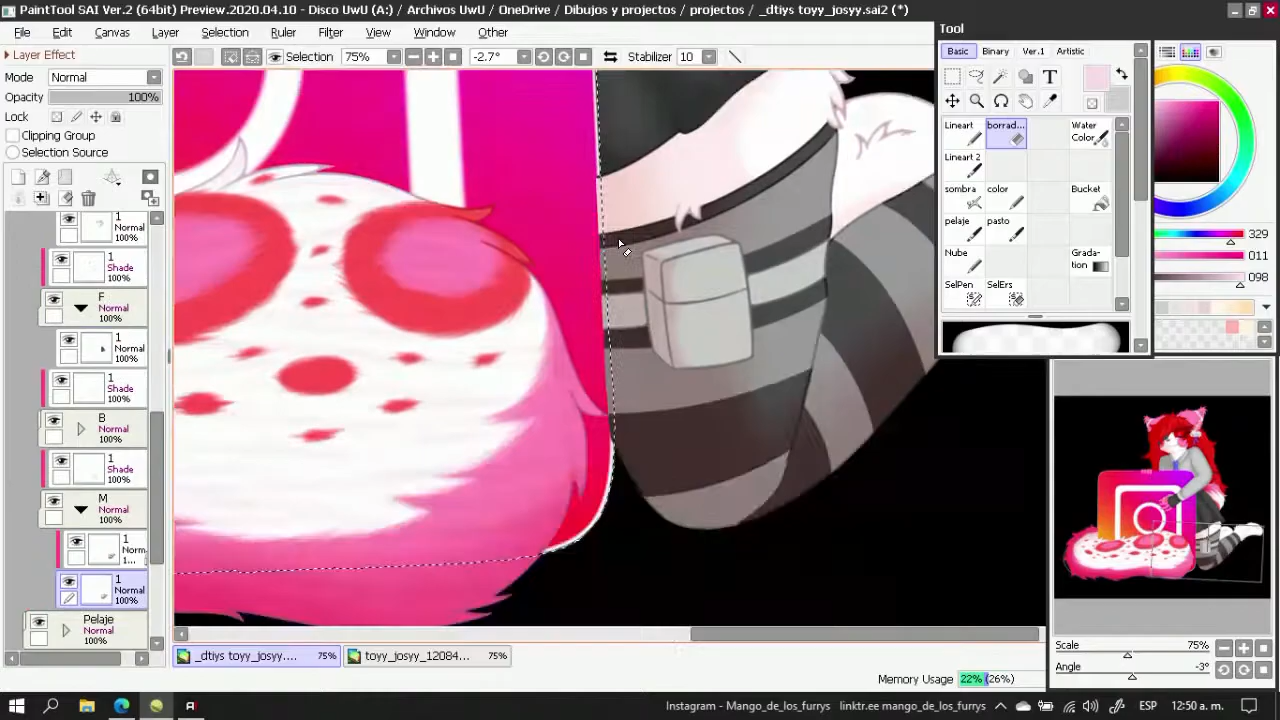 PaintTool SAI Ver.2 (64bit) Preview.2020.04.10 - Disco UwU (A:) / Archivos UwU / OneDrive / Dibujos y projectos / projectos / _dtiys toyy_josyy.sai2 (*)
File Edit Canvas Layer Selection Ruler Filter View Window Other
Tool
Layer Effect
Selection 75% -2.7° Stabilizer 10
Basic Binary Ver.1 Artistic
Mode Normal
Opacity 100%
Lock
T
Clipping Group
Selection Source
Lineart borrad... Water Color
Lineart 2
sombra color Bucket
pelaje pasto
Nube Grada-tion
SelPen SelErs
329
011
098
1
Normal
100%
1
Shade
100%
F
Normal
100%
1
Normal
100%
1
Shade
100%
B
Normal
100%
1
Shade
100%
M
Normal
100%
1
Norm
1...
1
Normal
100%
Pelaje
Normal
100%
_dtiys toyy_josyy.... 75% toyy_josyy_12084... 75%
Scale 75%
Angle -3°
Memory Usage 22% (26%)
Instagram - Mango_de_los_furrys linktr.ee mango_de_los_furrys ESP 12:50 a. m.